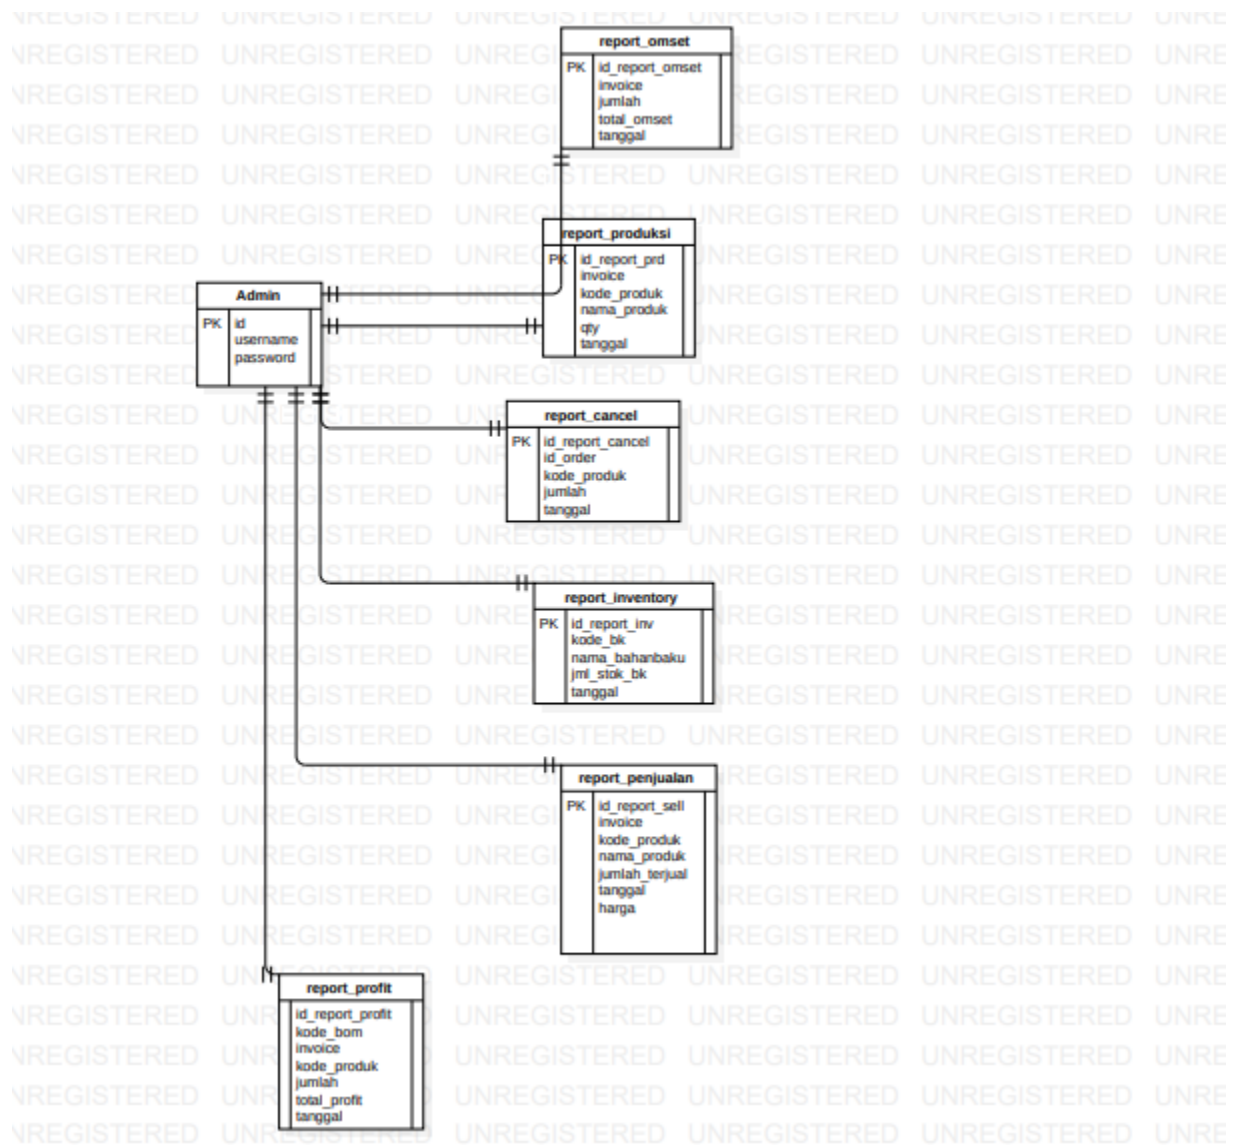 report_omset
PK id_report_omset
invoice
jumlah
total_omset
tanggal
report_produksi
PK id_report_prd
invoice
kode_produk
nama_produk
qty
tanggal
Admin
PK id
username
password
report_cancel
PK id_report_cancel
id_order
kode_produk
jumlah
tanggal
report_inventory
PK id_report_inv
kode_bk
nama_bahanbaku
jml_stok_bk
tanggal
report_penjualan
PK id_report_sell
invoice
kode_produk
nama_produk
jumlah_terjual
tanggal
harga
report_profit
id_report_profit
kode_bom
invoice
kode_produk
jumlah
total_profit
tanggal
UNREGISTERED